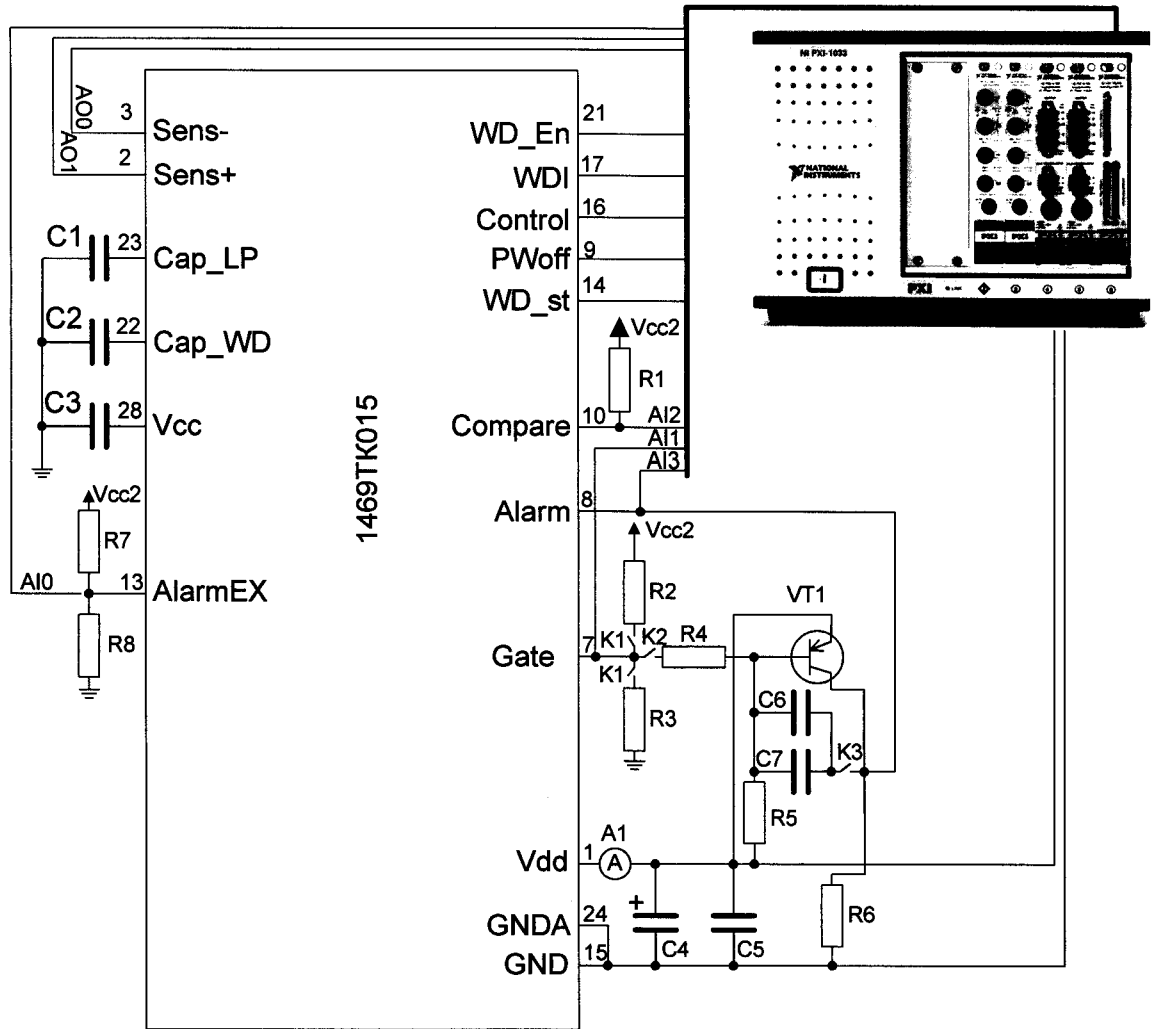 NI PXI-1033
NATIONAL
INSTRUMENTS
PXI
AO0
AO1
3
Sens-
2
Sens+
C1
23
Cap_LP
C2
22
Cap_WD
C3
28
Vcc
Vcc2
R7
AI0
13
AlarmEX
R8
1469TK015
WD_En
21
WDI
17
Control
16
PWoff
9
WD_st
14
Vcc2
R1
Compare
10
AI2
AI1
AI3
Alarm
8
Vcc2
R2
VT1
Gate
7
K1
K2
R4
K1
R3
C6
C7
K3
R5
A1
Vdd
1
A
+
R6
GNDA
24
C4
C5
GND
15